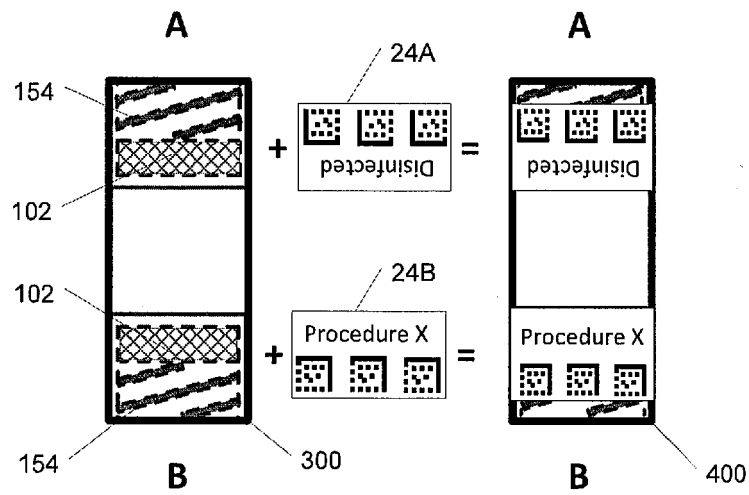 A
A
24A
154
+
Disinfected
=
Disinfected
102
102
24B
Procedure X
+
=
Procedure X
154
B
300
B
400